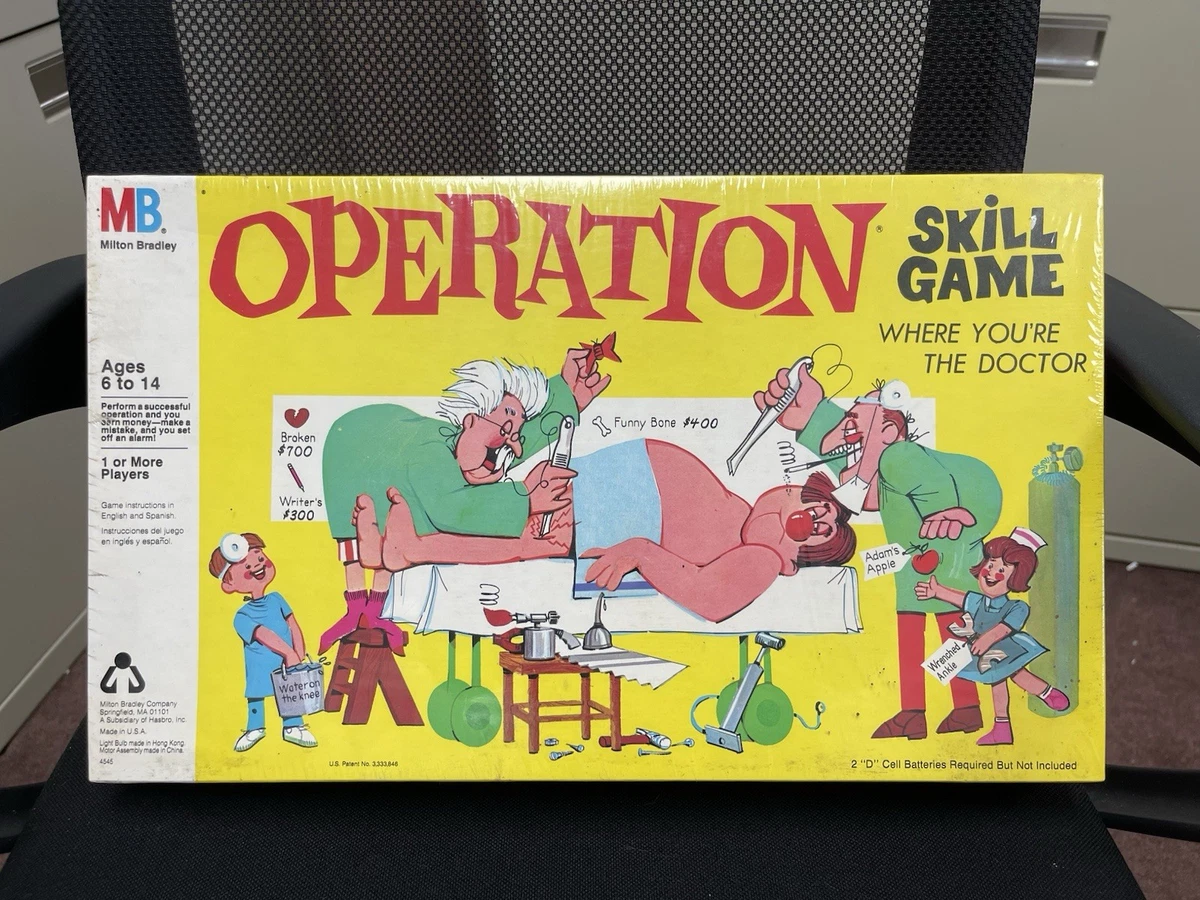 MB®
Milton Bradley
Ages
6 to 14
Perform a successful
operation and you
earn money—make a
mistake, and you set
off an alarm!
1 or More
Players
Game instructions in
English and Spanish.
Instrucciones del juego
en inglés y español.
Milton Bradley Company
Springfield, MA 01101
A Subsidiary of Hasbro, Inc.
Made in U.S.A.
Light Bulb made in Hong Kong.
Motor Assembly made in China.
4545
OPERATION®
SKiLL
GAME
WHERE YOU'RE
THE DOCTOR
Broken
$700
Writer's
$300
Funny Bone $400
Adam's
Apple
Wrenched
Ankle
Water on
the knee
U.S. Patent No. 3,333,846
2 "D" Cell Batteries Required But Not Included